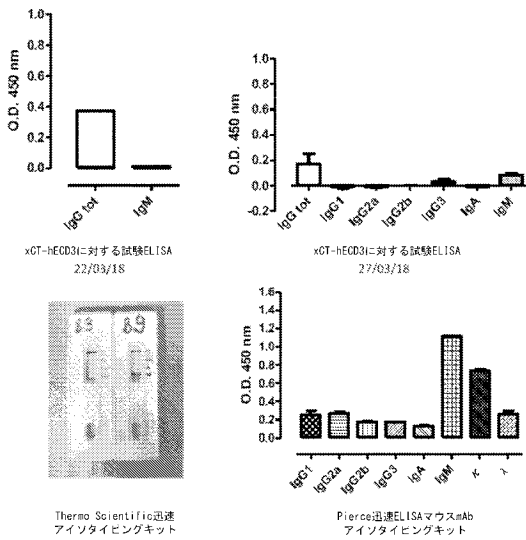 1.0
0.8
0.6
0.4
0.2
0.0
O.D. 450 nm
IgG tot
IgM
xCT-hECD3に対する試験ELISA
22/03/18
1.0
0.8
0.6
0.4
0.2
0.0
-0.2
O.D. 450 nm
IgG tot
IgG1
IgG2a
IgG2b
IgG3
IgA
IgM
xCT-hECD3に対する試験ELISA
27/03/18
Thermo Scientific迅速
アイソタイピングキット
1.6
1.4
1.2
1.0
0.8
0.6
0.4
0.2
0.0
O.D. 450 nm
IgG1
IgG2a
IgG2b
IgG3
IgA
IgM
κ
λ
Pierce迅速ELISAマウスmAb
アイソタイピングキット